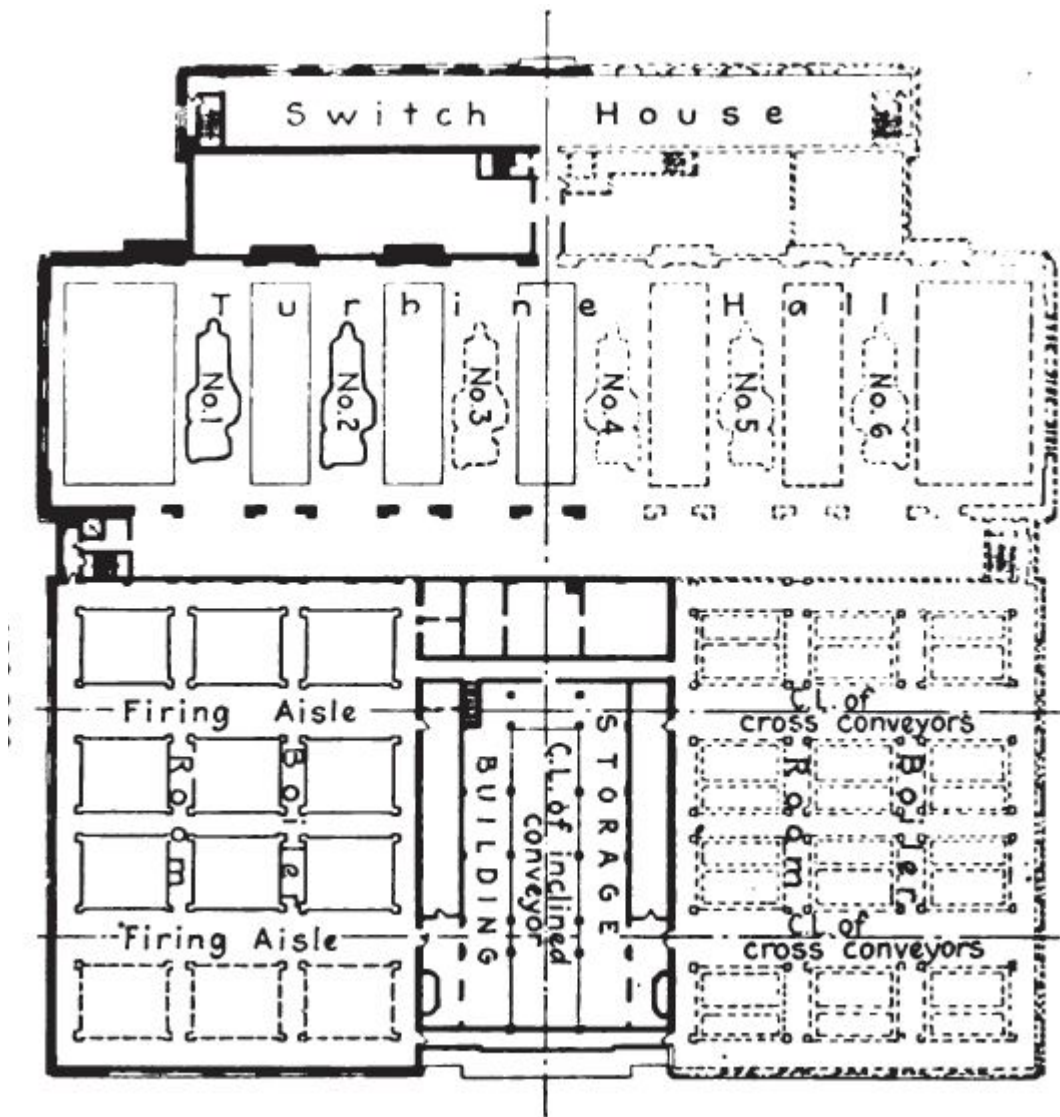 Switch House
Turbine Hall
No.1
No.2
No.3
No.4
No.5
No.6
Firing Aisle
Boiler
Room
Firing Aisle
STORAGE
BUILDING
C.L. of inclined
conveyor
C.L. of
cross conveyors
Boiler
Room
C.L. of
cross conveyors